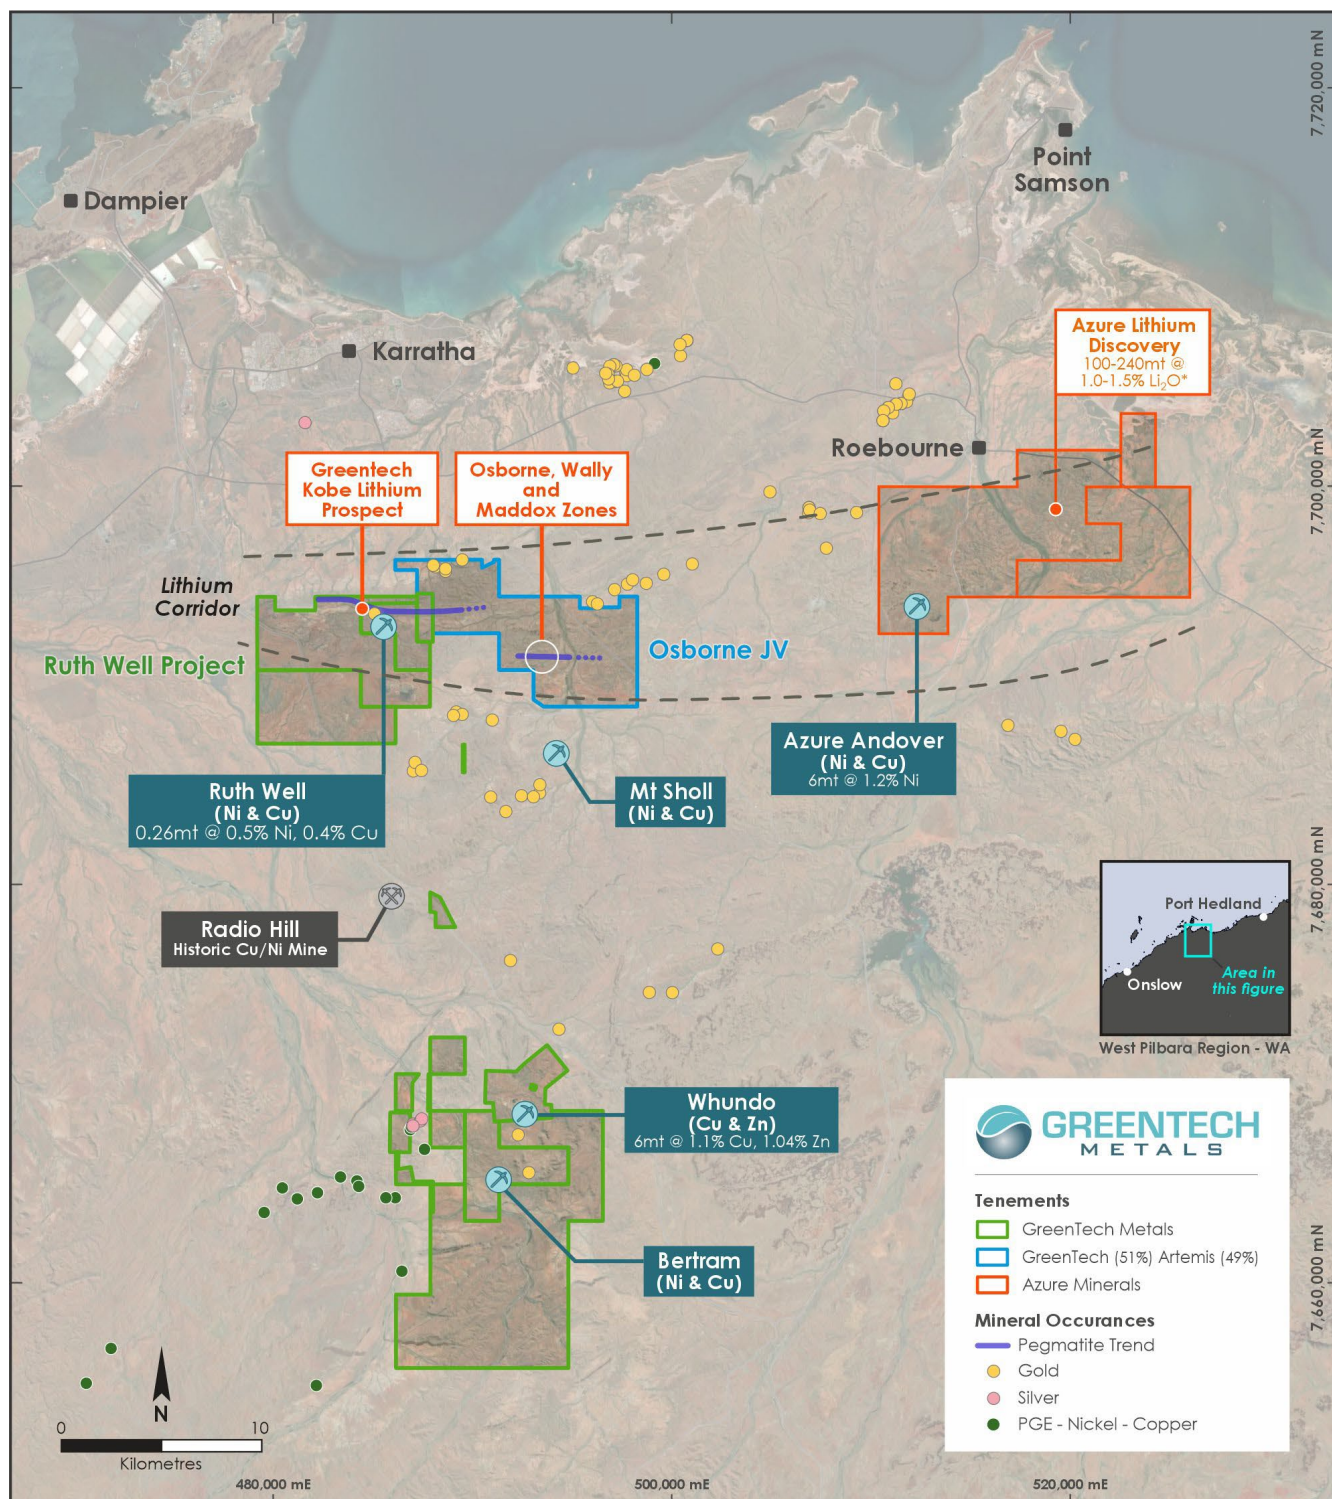 7,720,000 mN
Point
Samson
Dampier
Karratha
Azure Lithium
Discovery
100-240mt @
1.0-1.5% Li₂O*
Roebourne
Greentech
Kobe Lithium
Prospect
Osborne, Wally
and
Maddox Zones
7,700,000 mN
Lithium
Corridor
Ruth Well Project
Osborne JV
Azure Andover
(Ni & Cu)
6mt @ 1.2% Ni
Ruth Well
(Ni & Cu)
0.26mt @ 0.5% Ni, 0.4% Cu
Mt Sholl
(Ni & Cu)
7,680,000 mN
Radio Hill
Historic Cu/Ni Mine
Port Hedland
Onslow
Area in
this figure
West Pilbara Region - WA
Whundo
(Cu & Zn)
6mt @ 1.1% Cu, 1.04% Zn
Bertram
(Ni & Cu)
GREENTECH
METALS
Tenements
GreenTech Metals
GreenTech (51%) Artemis (49%)
Azure Minerals
Mineral Occurances
Pegmatite Trend
Gold
Silver
PGE - Nickel - Copper
7,660,000 mN
N
0 10
Kilometres
480,000 mE
500,000 mE
520,000 mE